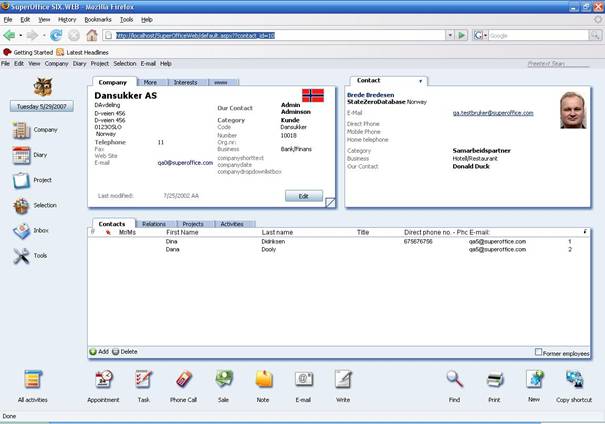 SuperOffice SIX.WEB - Mozilla Firefox
File Edit View History Bookmarks Tools Help
http://localhost/SuperOfficeWeb/default.aspx??contact_id=10
Google
Getting Started Latest Headlines
File Edit View Company Diary Project Selection E-mail Help
Freetext Search
Tuesday 5/29/2007
Company
Diary
Project
Selection
Inbox
Tools
Company More Interests www
Dansukker AS
DAvdeling
D-veien 456
D-veien 456
0123OSLO
Norway
Telephone 11
Fax
Web Site
E-mail qa0@superoffice.com
Our Contact Admin
Adminson
Category Kunde
Code Dansukker
Number 10018
Org.nr:
Business Bank/Finans
companyshorttext
companydate
companydropdownlistbox
Last modified: 7/25/2002 AA
Edit
Contact
Brede Bredesen
StateZeroDatabase Norway
E-Mail qa.testbruker@superoffice.com
Direct Phone
Mobile Phone
Home telephone
Category Samarbeidspartner
Business Hotel/Restaurant
Our Contact Donald Duck
Contacts Relations Projects Activities
Mr/Ms First Name Last name Title Direct phone no. - Phc E-mail:
Dina Didriksen 675676756 qa5@superoffice.com 1
Dana Dooly qa5@superoffice.com 2
Add Delete
Former employees
All activities
Appointment
Task
Phone Call
Sale
Note
E-mail
Write
Find
Print
New
Copy shortcut
Done